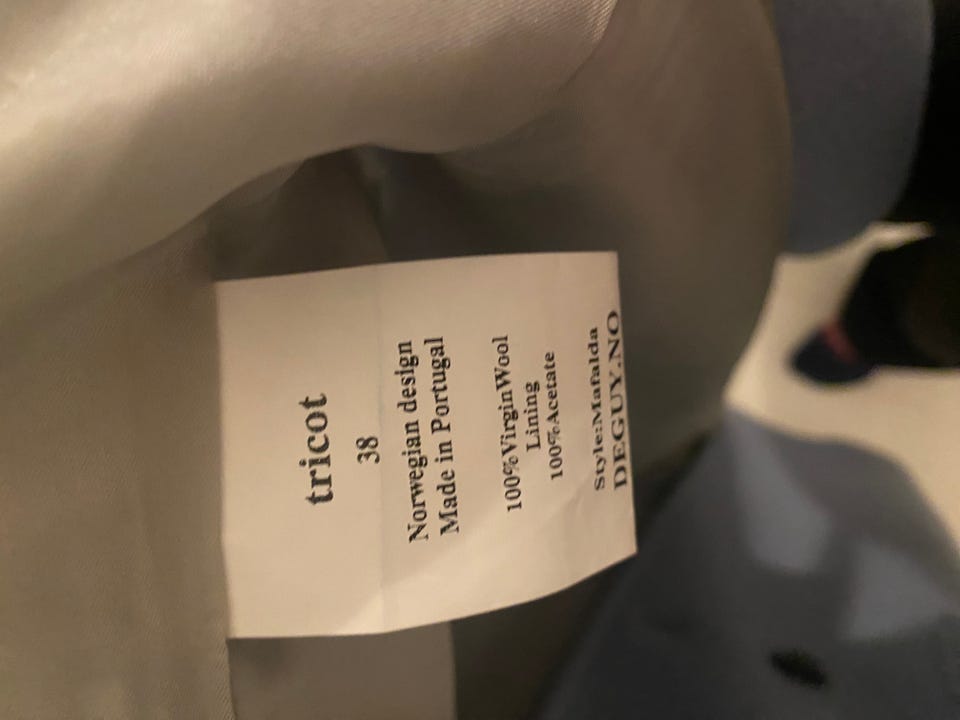 tricot
38
Norwegian design
Made in Portugal
100%VirginWool
Lining
100%Acetate
Style:Mafalda
DEGUY.NO